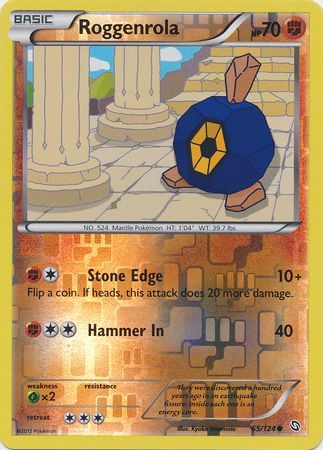 BASIC
Roggenrola
HP70
NO. 524 Mantle Pokémon HT: 1'04" WT: 39.7 lbs.
Stone Edge 10+
Flip a coin. If heads, this attack does 20 more damage.
Hammer In 40
weakness resistance
×2
They were discovered a hundred
years ago in an earthquake
fissure. Inside each one is an
energy core.
retreat
©2012 Pokémon
Illus. Kyoko Umemoto
65/124